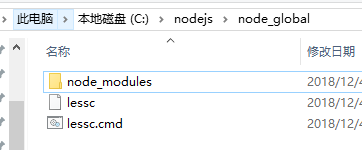 此电脑 › 本地磁盘 (C:) › nodejs › node_global
名称 修改日期
node_modules 2018/12/4
lessc 2018/12/4
lessc.cmd 2018/12/4